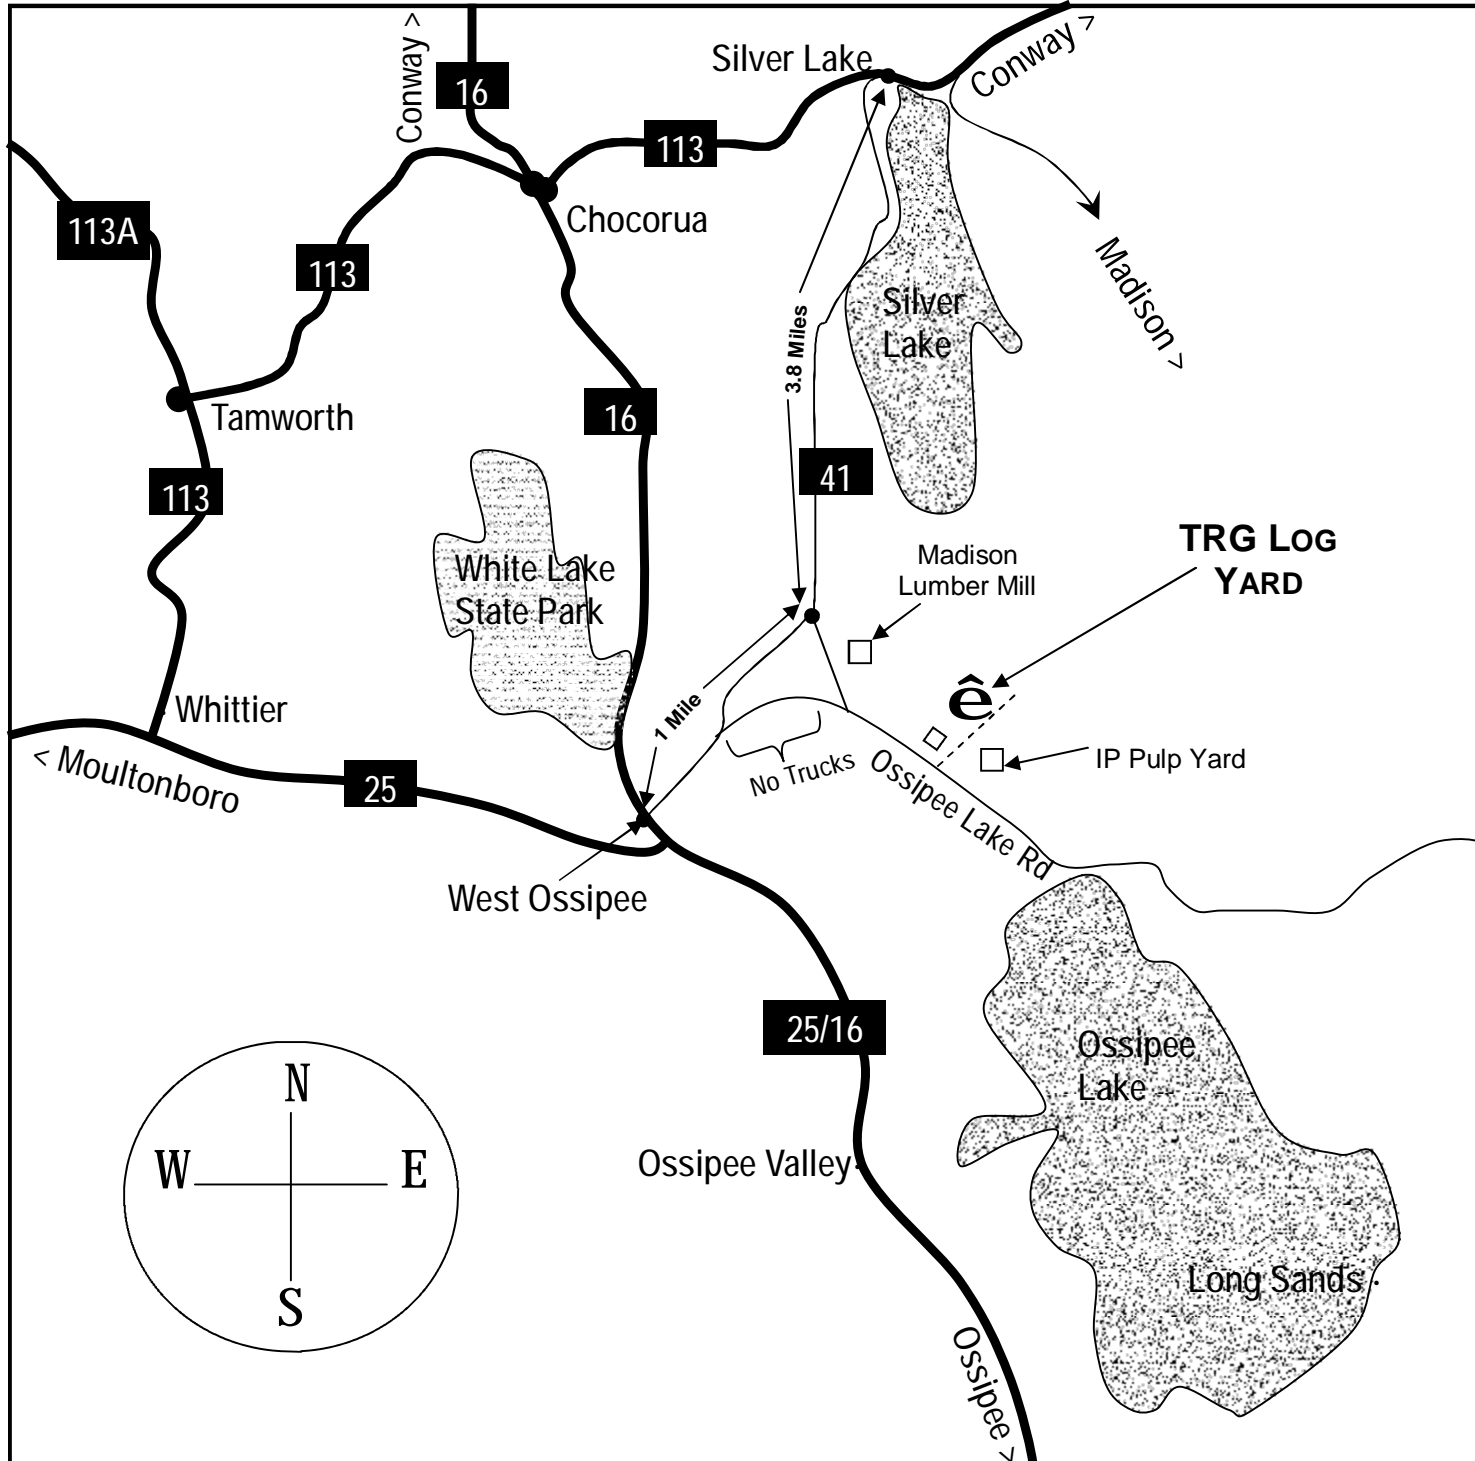 Conway >
16
Silver Lake
Conway >
113
113A
Chocorua
113
Madison >
Silver
Lake
3.8 Miles
16
Tamworth
41
113
TRG LOG
YARD
Madison
Lumber Mill
White Lake
State Park
ê
Whittier
1 Mile
No Trucks
IP Pulp Yard
< Moultonboro
25
Ossipee Lake Rd
West Ossipee
25/16
Ossipee
Lake
N
W
E
S
Ossipee Valley
Long Sands
Ossipee >